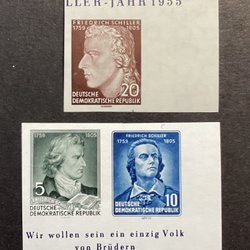 LLER-JAHR 1955
FRIEDRICH SCHILLER
1759 1805
20
DEUTSCHE
DEMOKRATISCHE REPUBLIK
1759 1805
FRIEDRICH SCHILLER
1759 1805
5
10
DEUTSCHE
DEMOKRATISCHE REPUBLIK
DEUTSCHE
DEMOKRATISCHE REPUBLIK
Wir wollen sein ein einzig Volk
von Brüdern